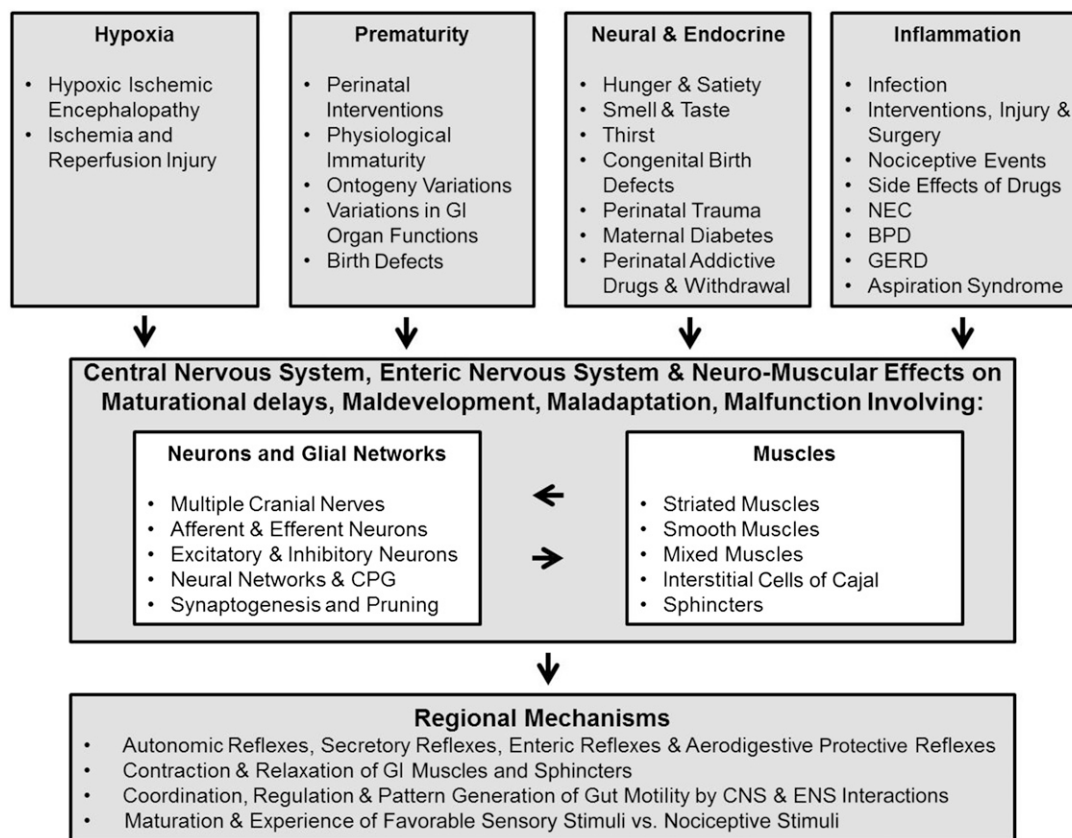 Hypoxia
• Hypoxic Ischemic
Encephalopathy
• Ischemia and
Reperfusion Injury
Prematurity
• Perinatal
Interventions
• Physiological
Immaturity
• Ontogeny Variations
• Variations in GI
Organ Functions
• Birth Defects
Neural & Endocrine
• Hunger & Satiety
• Smell & Taste
• Thirst
• Congenital Birth
Defects
• Perinatal Trauma
• Maternal Diabetes
• Perinatal Addictive
Drugs & Withdrawal
Inflammation
• Infection
• Interventions, Injury &
Surgery
• Nociceptive Events
• Side Effects of Drugs
• NEC
• BPD
• GERD
• Aspiration Syndrome
Central Nervous System, Enteric Nervous System & Neuro-Muscular Effects on
Maturational delays, Maldevelopment, Maladaptation, Malfunction Involving:
Neurons and Glial Networks
• Multiple Cranial Nerves
• Afferent & Efferent Neurons
• Excitatory & Inhibitory Neurons
• Neural Networks & CPG
• Synaptogenesis and Pruning
Muscles
• Striated Muscles
• Smooth Muscles
• Mixed Muscles
• Interstitial Cells of Cajal
• Sphincters
Regional Mechanisms
• Autonomic Reflexes, Secretory Reflexes, Enteric Reflexes & Aerodigestive Protective Reflexes
• Contraction & Relaxation of GI Muscles and Sphincters
• Coordination, Regulation & Pattern Generation of Gut Motility by CNS & ENS Interactions
• Maturation & Experience of Favorable Sensory Stimuli vs. Nociceptive Stimuli